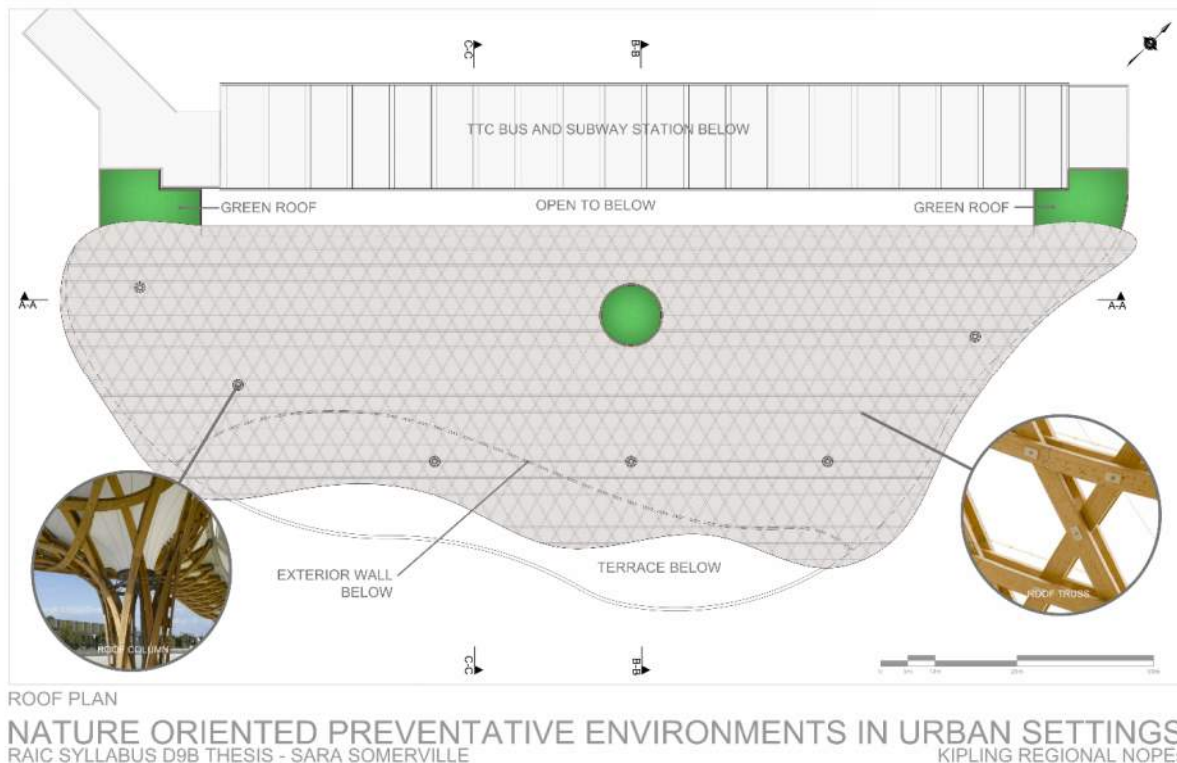 C-C
B-B
TTC BUS AND SUBWAY STATION BELOW
GREEN ROOF
OPEN TO BELOW
GREEN ROOF
A-A
A-A
EXTERIOR WALL
BELOW
TERRACE BELOW
ROOF COLUMN
ROOF TRUSS
C-C
B-B
0
ROOF PLAN
NATURE ORIENTED PREVENTATIVE ENVIRONMENTS IN URBAN SETTINGS
RAIC SYLLABUS D9B THESIS - SARA SOMERVILLE
KIPLING REGIONAL NOPE